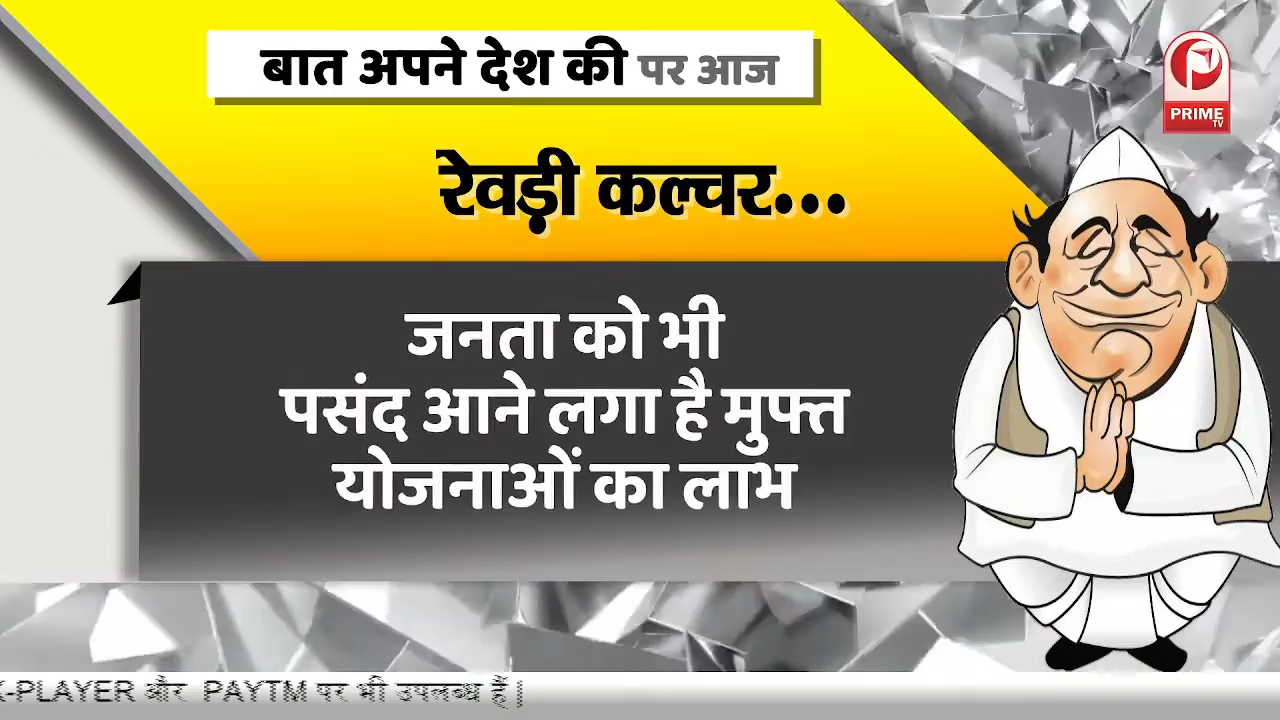 बात अपने देश की पर आज
PRIME
TV
रेवड़ी कल्चर...
जनता को भी
पसंद आने लगा है मुफ्त
योजनाओं का लाभ
-PLAYER और PAYTM पर भी उपलब्ध हैं|